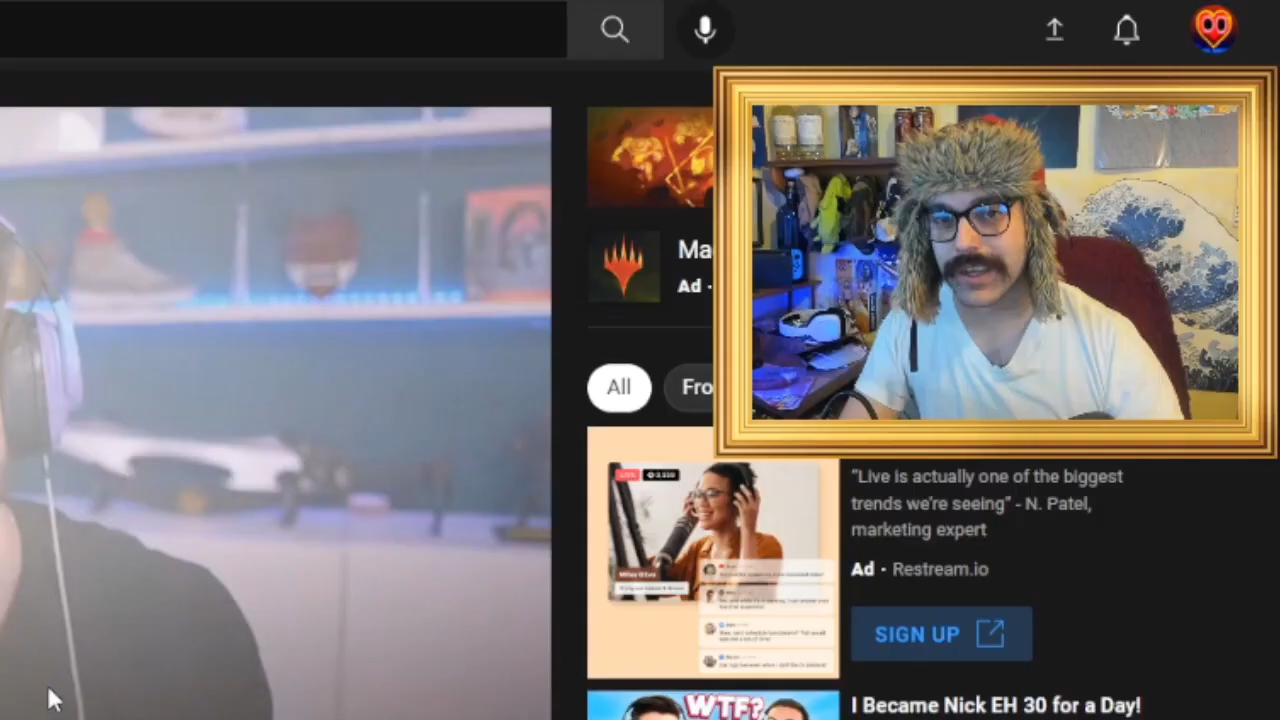 Ma
Ad ·
All
Fro
"Live is actually one of the biggest
trends we're seeing" - N. Patel,
marketing expert
Ad · Restream.io
SIGN UP
WTF?
I Became Nick EH 30 for a Day!